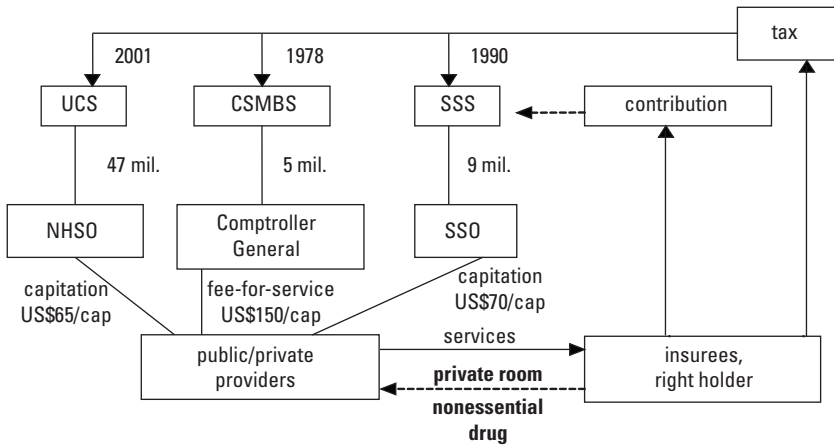 tax
2001
1978
1990
UCS
CSMBS
SSS
contribution
47 mil.
5 mil.
9 mil.
NHSO
Comptroller
General
SSO
capitation
US$65/cap
fee-for-service
US$150/cap
capitation
US$70/cap
public/private
providers
services
private room
nonessential
drug
insurees,
right holder